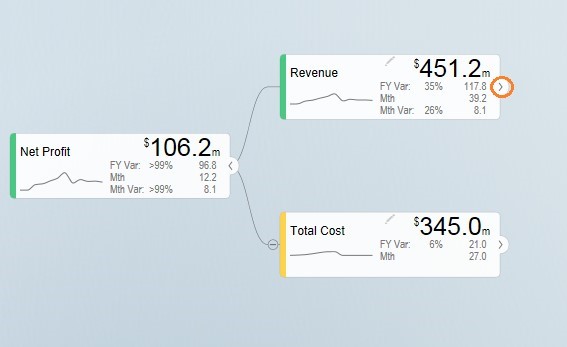 Net Profit
$106.2m
FY Var: >99% 96.8
Mth 12.2
Mth Var: >99% 8.1
Revenue
$451.2m
FY Var: 35% 117.8
Mth 39.2
Mth Var: 26% 8.1
Total Cost
$345.0m
FY Var: 6% 21.0
Mth 27.0